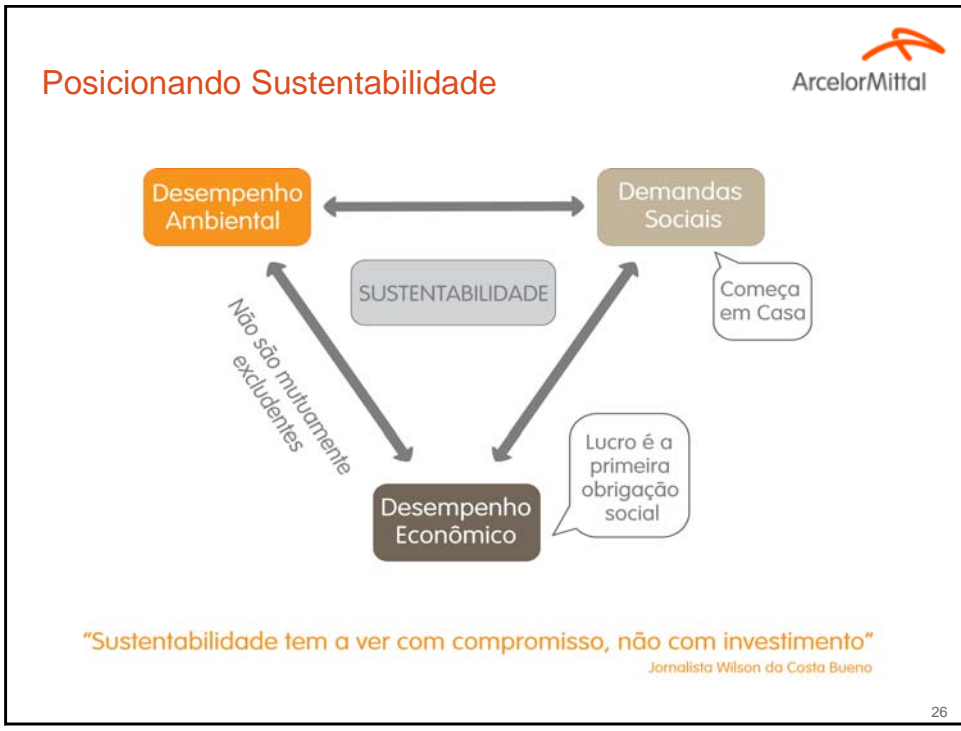 Posicionando Sustentabilidade
ArcelorMittal
Desempenho
Ambiental
Demandas
Sociais
SUSTENTABILIDADE
Começa
em Casa
Não são mutuamente
excludentes
Lucro é a
primeira
obrigação
social
Desempenho
Econômico
“Sustentabilidade tem a ver com compromisso, não com investimento”
Jornalista Wilson da Costa Bueno
26